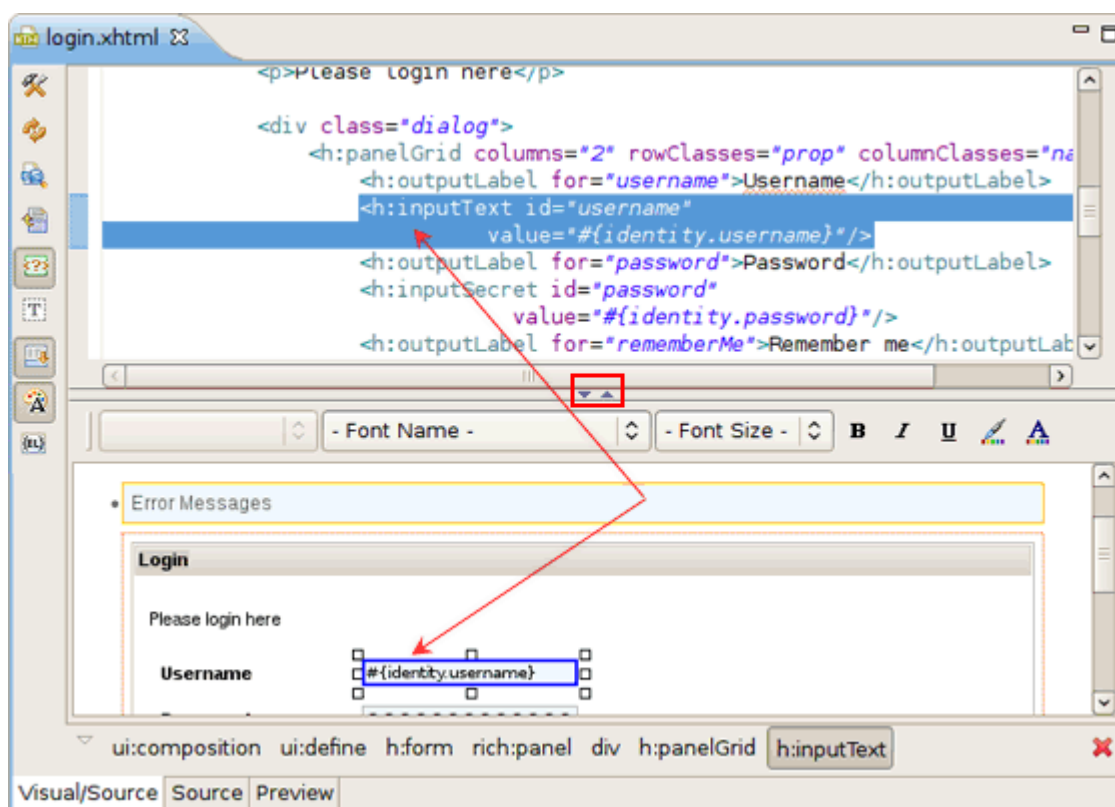 login.xhtml
<p>Please login here</p>
<div class="dialog">
<h:panelGrid columns="2" rowClasses="prop" columnClasses="na
<h:outputLabel for="username">Username</h:outputLabel>
<h:inputText id="username"
value="#{identity.username}"/>
<h:outputLabel for="password">Password</h:outputLabel>
<h:inputSecret id="password"
value="#{identity.password}"/>
<h:outputLabel for="rememberMe">Remember me</h:outputLab
- Font Name - - Font Size - B I U A
Error Messages
Login
Please login here
Username #{identity.username}
ui:composition ui:define h:form rich:panel div h:panelGrid h:inputText
Visual/Source Source Preview